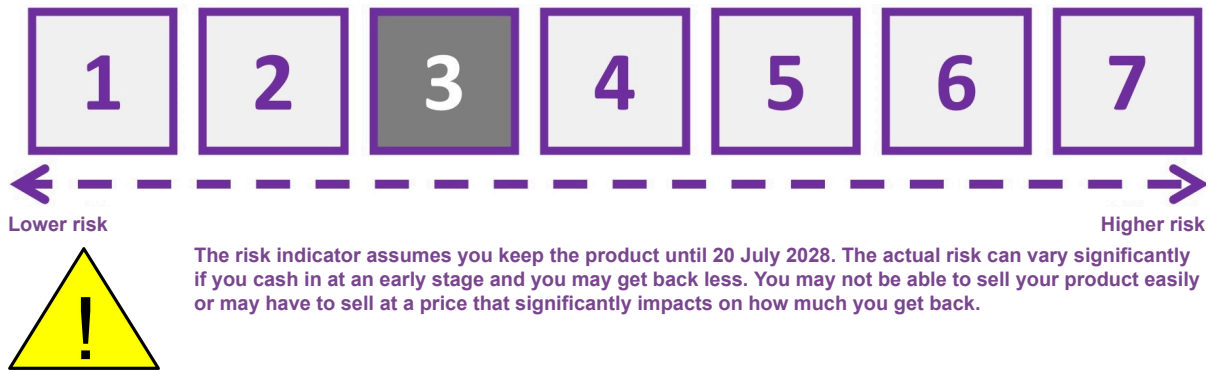 1 2 3 4 5 6 7
Lower risk Higher risk
The risk indicator assumes you keep the product until 20 July 2028. The actual risk can vary significantly
if you cash in at an early stage and you may get back less. You may not be able to sell your product easily
or may have to sell at a price that significantly impacts on how much you get back.
!